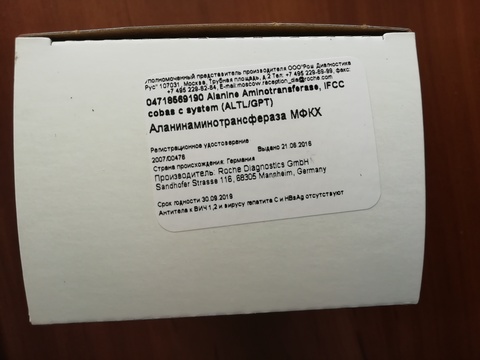 Уполномоченный представитель производителя ООО"Рош Диагностика
Рус" 107031, Москва, Трубная площадь, д.2 Тел. +7 495 229-69-99, факс:
+7 495 229-62-64, E-mail:moscow.reception_dia@roche.com
04718569190 Alanine Aminotransferase, IFCC
cobas c system (ALTL/GPT)
Аланинаминотрансфераза МФКХ
Регистрационное удостоверение
2007/00476 Выдано 21.06.2016
Страна происхождения: Германия
Производитель: Roche Diagnostics GmbH
Sandhofer Strasse 116, 68305 Mannheim, Germany
Срок годности 30.09.2019
Антитела к ВИЧ 1,2 и вирусу гепатита C и HBsAg отсутствуют